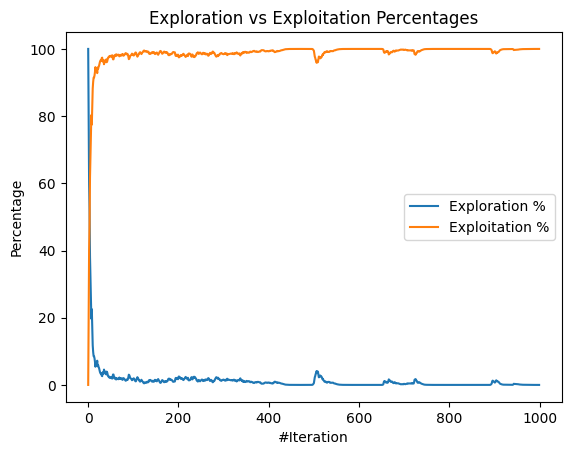 Exploration vs Exploitation Percentages
100
80
60
40
20
0
Percentage
Exploration %
Exploitation %
0 200 400 600 800 1000
#Iteration